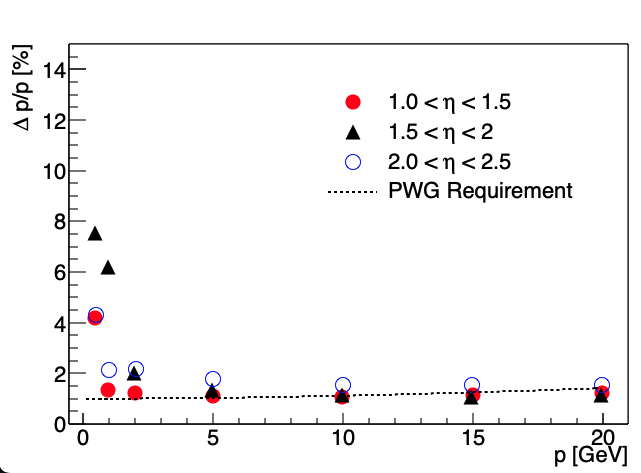 Δ p/p [%]
14
12
10
8
6
4
2
0
1.0 < η < 1.5
1.5 < η < 2
2.0 < η < 2.5
PWG Requirement
0 5 10 15 20
p [GeV]